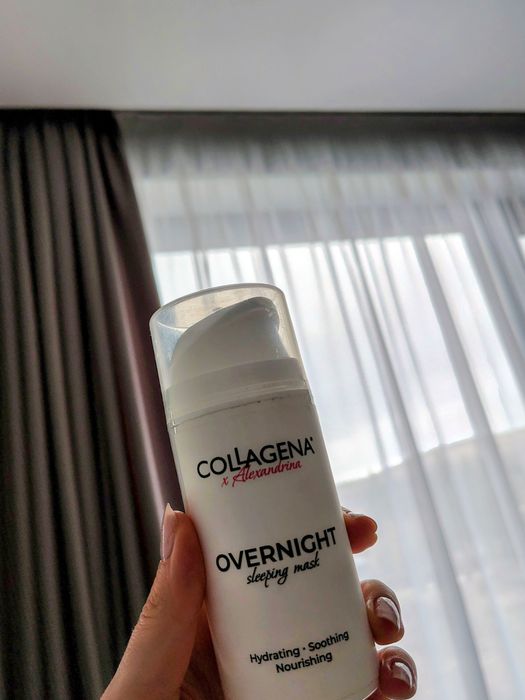 COLLAGENA®
x Alexandrina
OVERNIGHT
sleeping mask
Hydrating • Soothing
Nourishing